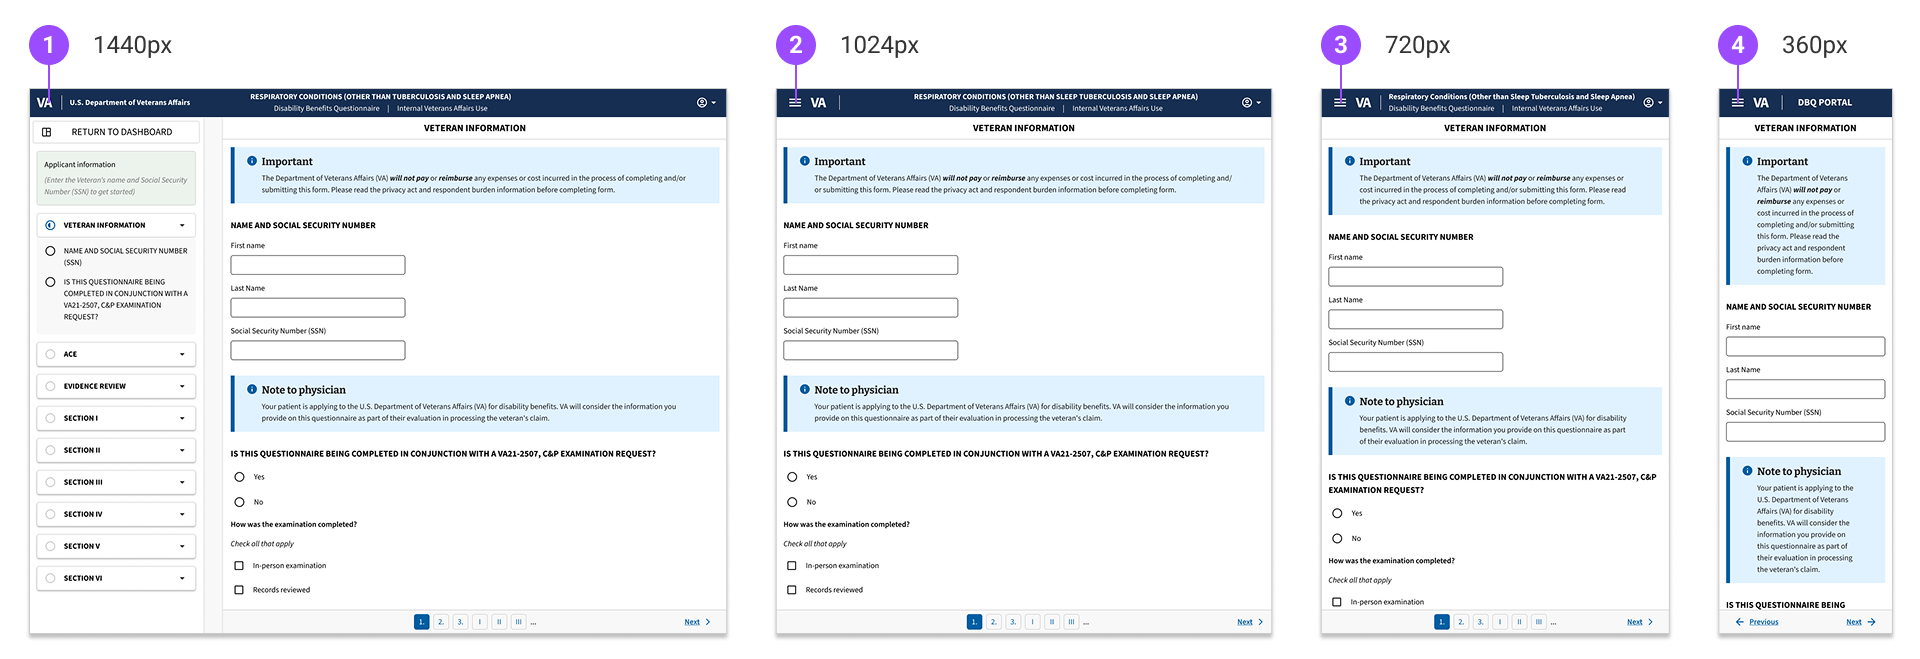 1 1440px
VA U.S. Department of Veterans Affairs
RESPIRATORY CONDITIONS (OTHER THAN TUBERCULOSIS AND SLEEP APNEA)
Disability Benefits Questionnaire | Internal Veterans Affairs Use
RETURN TO DASHBOARD
Applicant information
(Enter the Veteran's name and Social Security
Number (SSN) to get started)
VETERAN INFORMATION
NAME AND SOCIAL SECURITY NUMBER
(SSN)
IS THIS QUESTIONNAIRE BEING
COMPLETED IN CONJUNCTION WITH A
VA21-2507, C&P EXAMINATION
REQUEST?
ACE
EVIDENCE REVIEW
SECTION I
SECTION II
SECTION III
SECTION IV
SECTION V
SECTION VI
VETERAN INFORMATION
Important
The Department of Veterans Affairs (VA) will not pay or reimburse any expenses or cost incurred in the process of completing and/or
submitting this form. Please read the privacy act and respondent burden information before completing form.
NAME AND SOCIAL SECURITY NUMBER
First name
Last Name
Social Security Number (SSN)
Note to physician
Your patient is applying to the U.S. Department of Veterans Affairs (VA) for disability benefits. VA will consider the information you
provide on this questionnaire as part of their evaluation in processing the veteran's claim.
IS THIS QUESTIONNAIRE BEING COMPLETED IN CONJUNCTION WITH A VA21-2507, C&P EXAMINATION REQUEST?
Yes
No
How was the examination completed?
Check all that apply
In-person examination
Records reviewed
1. 2. 3. I II III ... Next
2 1024px
VA
RESPIRATORY CONDITIONS (OTHER THAN SLEEP TUBERCULOSIS AND SLEEP APNEA)
Disability Benefits Questionnaire | Internal Veterans Affairs Use
VETERAN INFORMATION
Important
The Department of Veterans Affairs (VA) will not pay or reimburse any expenses or cost incurred in the process of completing and/
or submitting this form. Please read the privacy act and respondent burden information before completing form.
NAME AND SOCIAL SECURITY NUMBER
First name
Last Name
Social Security Number (SSN)
Note to physician
Your patient is applying to the U.S. Department of Veterans Affairs (VA) for disability benefits. VA will consider the information you
provide on this questionnaire as part of their evaluation in processing the veteran's claim.
IS THIS QUESTIONNAIRE BEING COMPLETED IN CONJUNCTION WITH A VA21-2507, C&P EXAMINATION REQUEST?
Yes
No
How was the examination completed?
Check all that apply
In-person examination
Records reviewed
1. 2. 3. I II III ... Next
3 720px
VA
Respiratory Conditions (Other than Sleep Tuberculosis and Sleep Apnea)
Disability Benefits Questionnaire | Internal Veterans Affairs Use
VETERAN INFORMATION
Important
The Department of Veterans Affairs (VA) will not pay or reimburse any expenses or
cost incurred in the process of completing and/or submitting this form. Please read
the privacy act and respondent burden information before completing form.
NAME AND SOCIAL SECURITY NUMBER
First name
Last Name
Social Security Number (SSN)
Note to physician
Your patient is applying to the U.S. Department of Veterans Affairs (VA) for disability
benefits. VA will consider the information you provide on this questionnaire as part
of their evaluation in processing the veteran's claim.
IS THIS QUESTIONNAIRE BEING COMPLETED IN CONJUNCTION WITH A VA21-2507, C&P
EXAMINATION REQUEST?
Yes
No
How was the examination completed?
Check all that apply
In-person examination
1. 2. 3. I II III ... Next
4 360px
VA DBQ PORTAL
VETERAN INFORMATION
Important
The Department of Veterans
Affairs (VA) will not pay or
reimburse any expenses or
cost incurred in the process of
completing and/or submitting
this form. Please read the
privacy act and respondent
burden information before
completing form.
NAME AND SOCIAL SECURITY NUMBER
First name
Last Name
Social Security Number (SSN)
Note to physician
Your patient is applying to the
U.S. Department of Veterans
Affairs (VA) for disability
benefits. VA will consider the
information you provide on
this questionnaire as part of
their evaluation in processing
the veteran's claim.
IS THIS QUESTIONNAIRE BEING
Previous Next